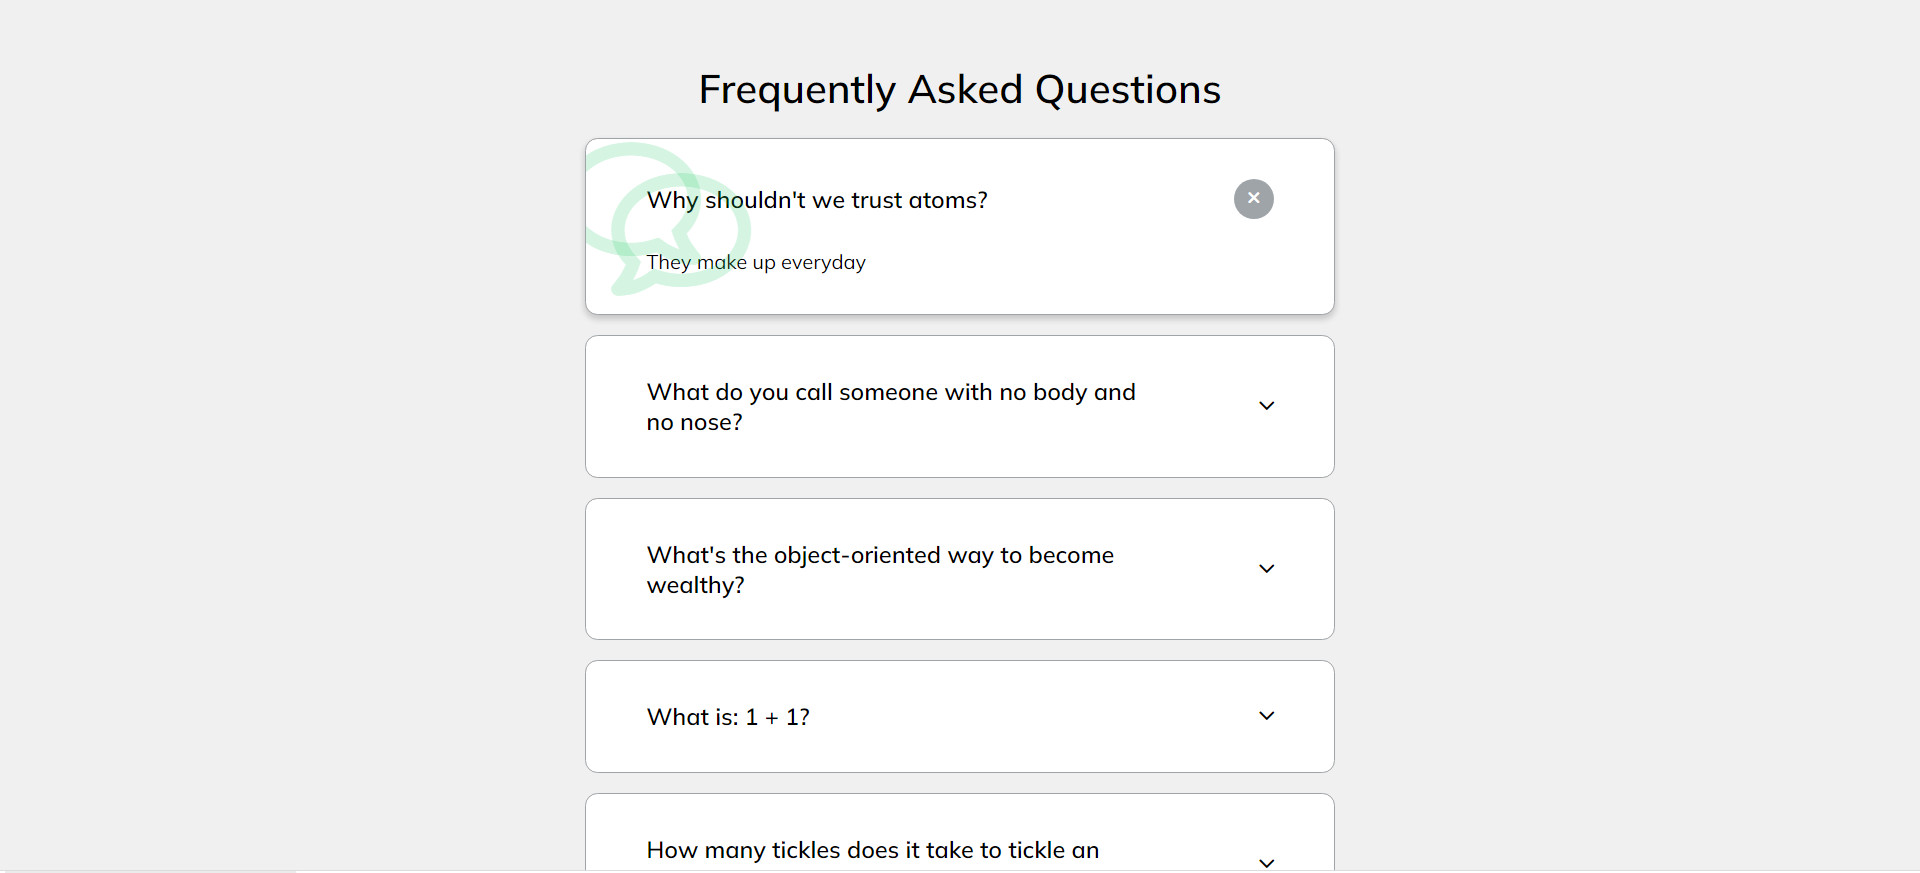 Frequently Asked Questions
Why shouldn't we trust atoms?
They make up everyday
What do you call someone with no body and
no nose?
What's the object-oriented way to become
wealthy?
What is: 1 + 1?
How many tickles does it take to tickle an